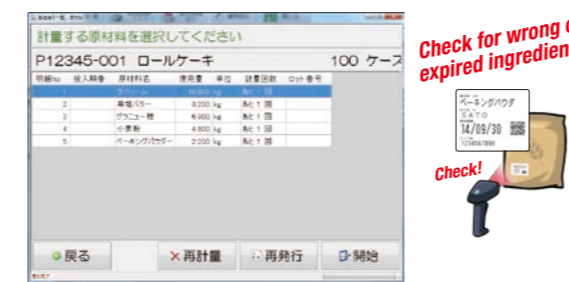 計量する原材料を選択してください
P12345-001 ロールケーキ 100 ケース
明細No 投入順番 原材料名 使用量 単位 計量回数 ロット番号
1 生クリーム 10.000 kg あと 1 回
2 無塩バター 8.200 kg あと 1 回
3 グラニュー糖 6.900 kg あと 1 回
4 小麦粉 4.800 kg あと 1 回
5 ベーキングパウダー 2.200 kg あと 1 回
戻る ×再計量 再発行 開始
Check for wrong
expired ingredien
ベーキングパウダ
SATO
14/09/30
1234567890
Check!